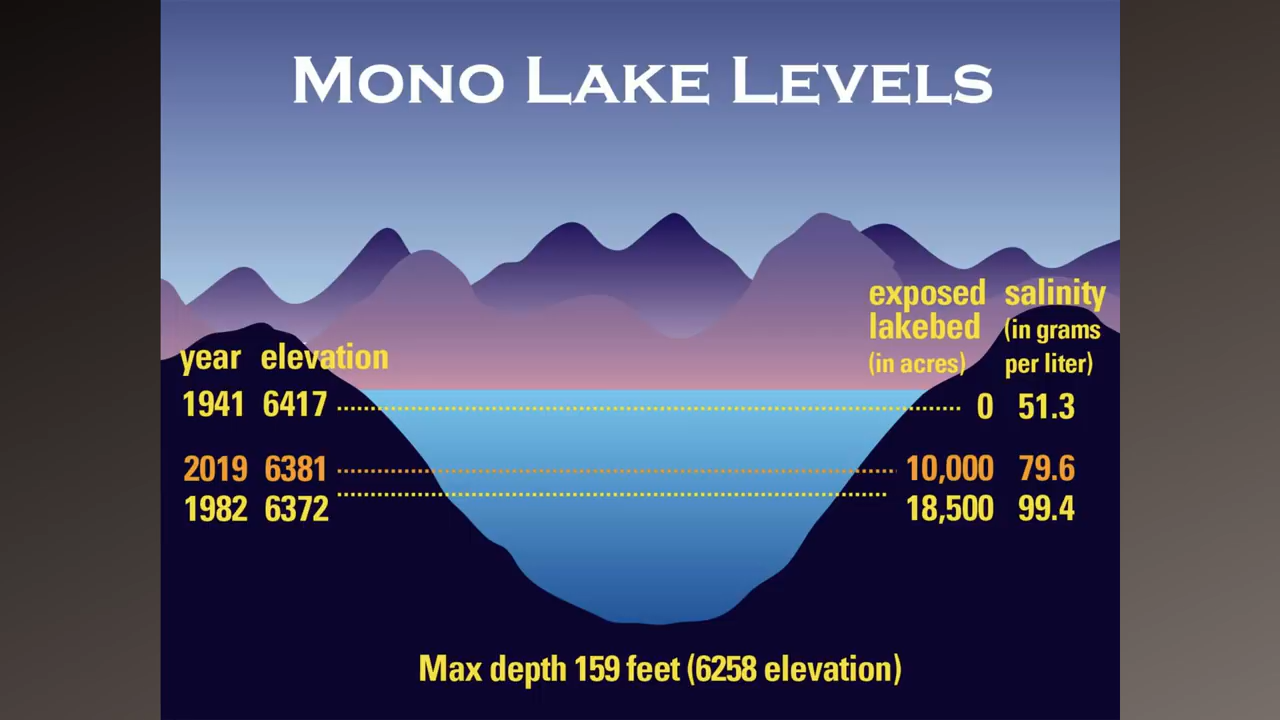 MONO LAKE LEVELS
exposed salinity
lakebed (in grams
year elevation (in acres) per liter)
1941 6417 0 51.3
2019 6381 10,000 79.6
1982 6372 18,500 99.4
Max depth 159 feet (6258 elevation)